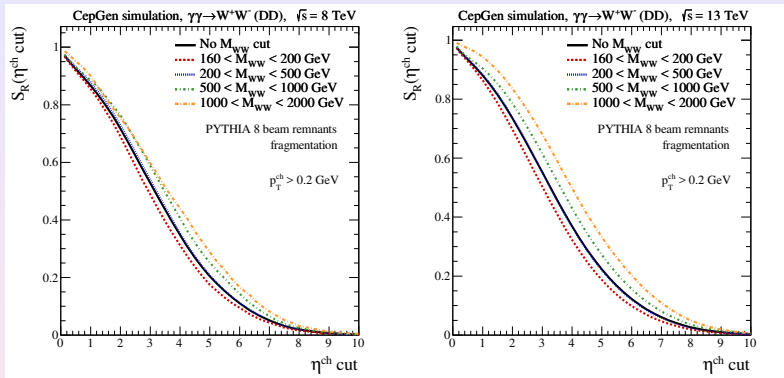 CepGen simulation, γγ→W⁺W⁻ (DD), √s = 8 TeV
S_R(η^ch cut)
No M_WW cut
160 < M_WW < 200 GeV
200 < M_WW < 500 GeV
500 < M_WW < 1000 GeV
1000 < M_WW < 2000 GeV
PYTHIA 8 beam remnants
fragmentation
p_T^ch > 0.2 GeV
1
0.8
0.6
0.4
0.2
0
0 1 2 3 4 5 6 7 8 9 10
η^ch cut
CepGen simulation, γγ→W⁺W⁻ (DD), √s = 13 TeV
S_R(η^ch cut)
No M_WW cut
160 < M_WW < 200 GeV
200 < M_WW < 500 GeV
500 < M_WW < 1000 GeV
1000 < M_WW < 2000 GeV
PYTHIA 8 beam remnants
fragmentation
p_T^ch > 0.2 GeV
1
0.8
0.6
0.4
0.2
0
0 1 2 3 4 5 6 7 8 9 10
η^ch cut